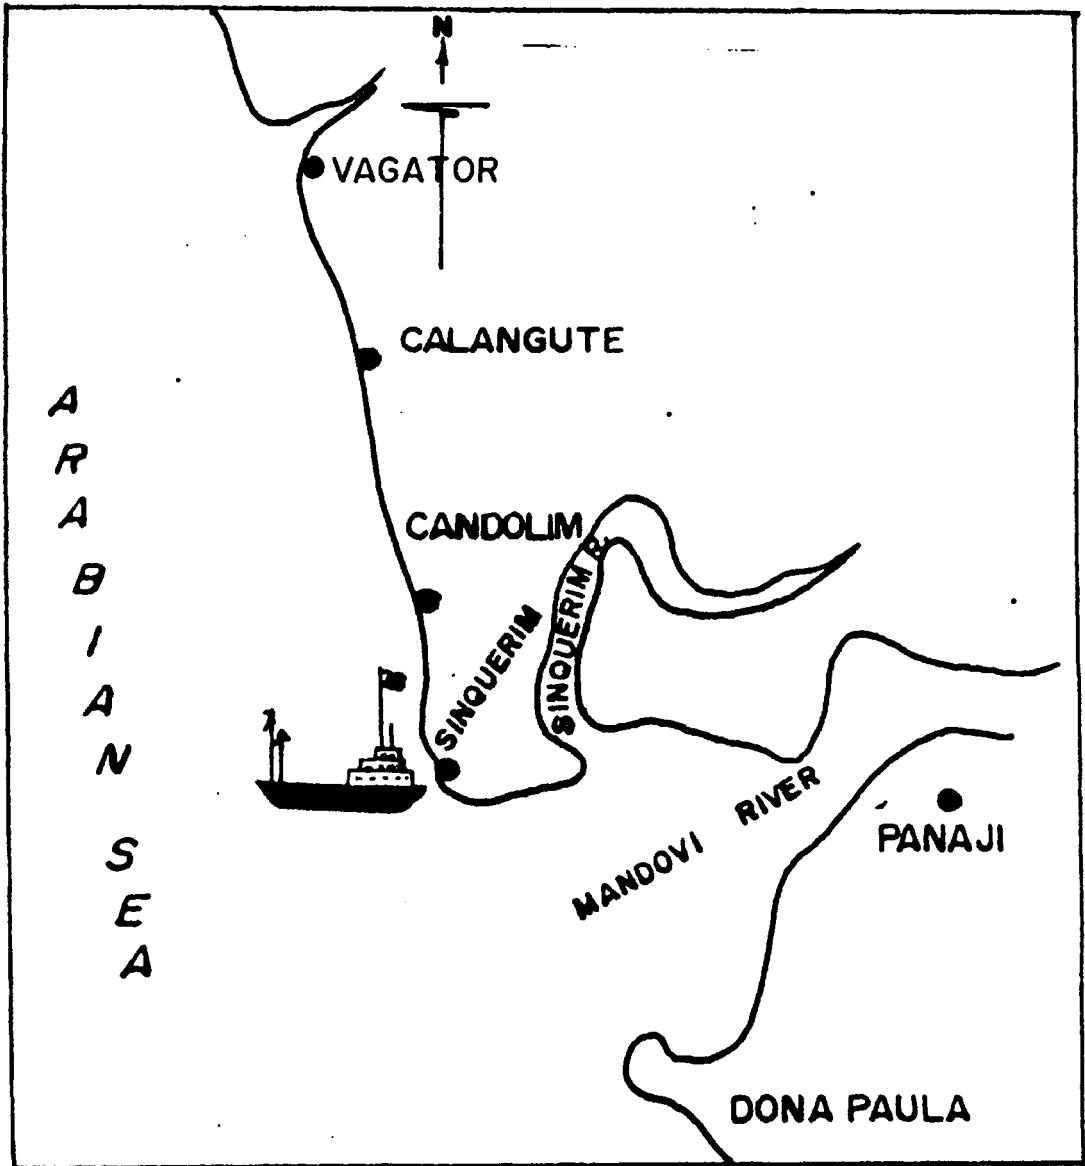 N
VAGATOR
CALANGUTE
ARABIAN SEA
CANDOLIM
SINQUERIM
SINQUERIM R.
MANDOVI RIVER
PANAJI
DONA PAULA